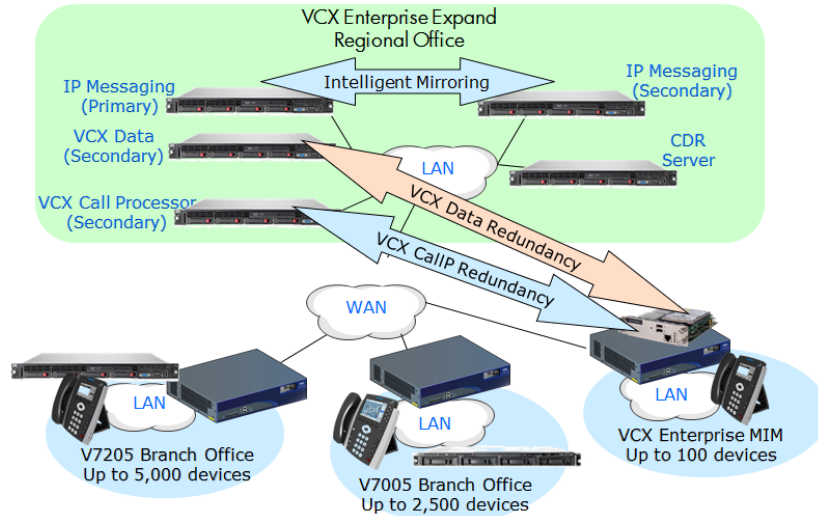 VCX Enterprise Expand
Regional Office
IP Messaging
(Primary)
Intelligent Mirroring
IP Messaging
(Secondary)
VCX Data
(Secondary)
LAN
CDR
Server
VCX Call Processor
(Secondary)
VCX Data Redundancy
VCX CallP Redundancy
WAN
LAN
LAN
LAN
V7205 Branch Office
Up to 5,000 devices
V7005 Branch Office
Up to 2,500 devices
VCX Enterprise MIM
Up to 100 devices